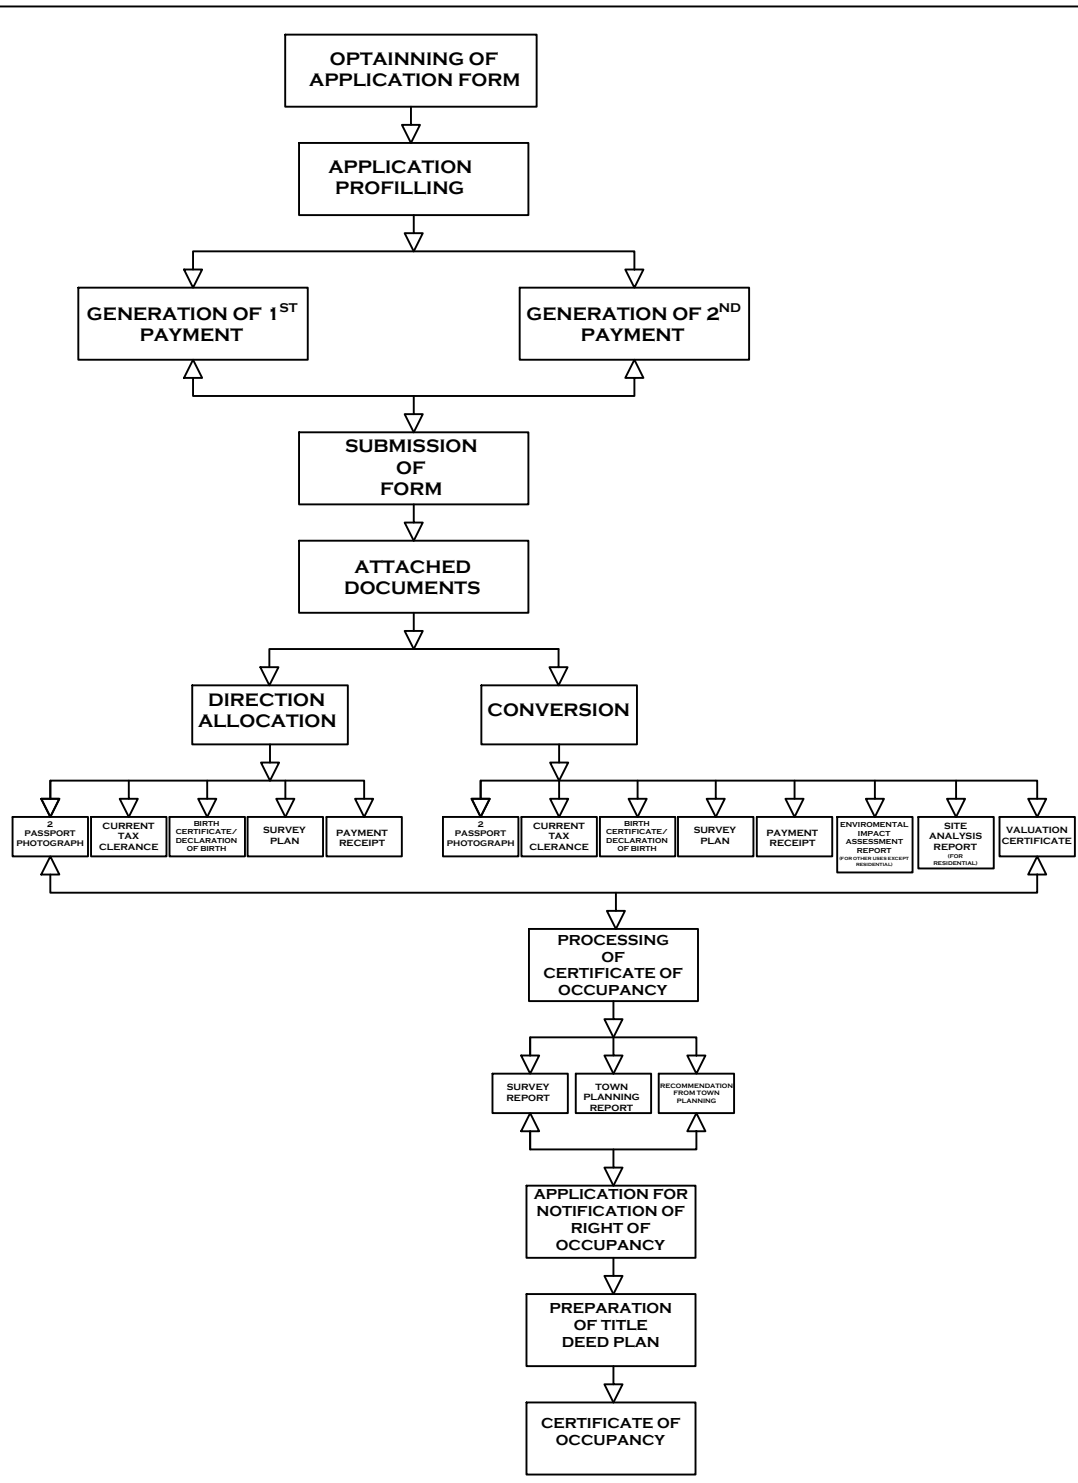 OPTAINNING OF
APPLICATION FORM
APPLICATION
PROFILLING
GENERATION OF 1ST
PAYMENT
GENERATION OF 2ND
PAYMENT
SUBMISSION
OF
FORM
ATTACHED
DOCUMENTS
DIRECTION
ALLOCATION
CONVERSION
2
PASSPORT
PHOTOGRAPH
CURRENT
TAX
CLERANCE
BIRTH
CERTIFICATE/
DECLARATION
OF BIRTH
SURVEY
PLAN
PAYMENT
RECEIPT
2
PASSPORT
PHOTOGRAPH
CURRENT
TAX
CLERANCE
BIRTH
CERTIFICATE/
DECLARATION
OF BIRTH
SURVEY
PLAN
PAYMENT
RECEIPT
ENVIROMENTAL
IMPACT
ASSESSMENT
REPORT
(FOR OTHER USES EXCEPT
RESIDENTIAL)
SITE
ANALYSIS
REPORT
(FOR
RESIDENTIAL)
VALUATION
CERTIFICATE
PROCESSING
OF
CERTIFICATE OF
OCCUPANCY
SURVEY
REPORT
TOWN
PLANNING
REPORT
RECOMMENDATION
FROM TOWN
PLANNING
APPLICATION FOR
NOTIFICATION OF
RIGHT OF
OCCUPANCY
PREPARATION
OF TITLE
DEED PLAN
CERTIFICATE OF
OCCUPANCY